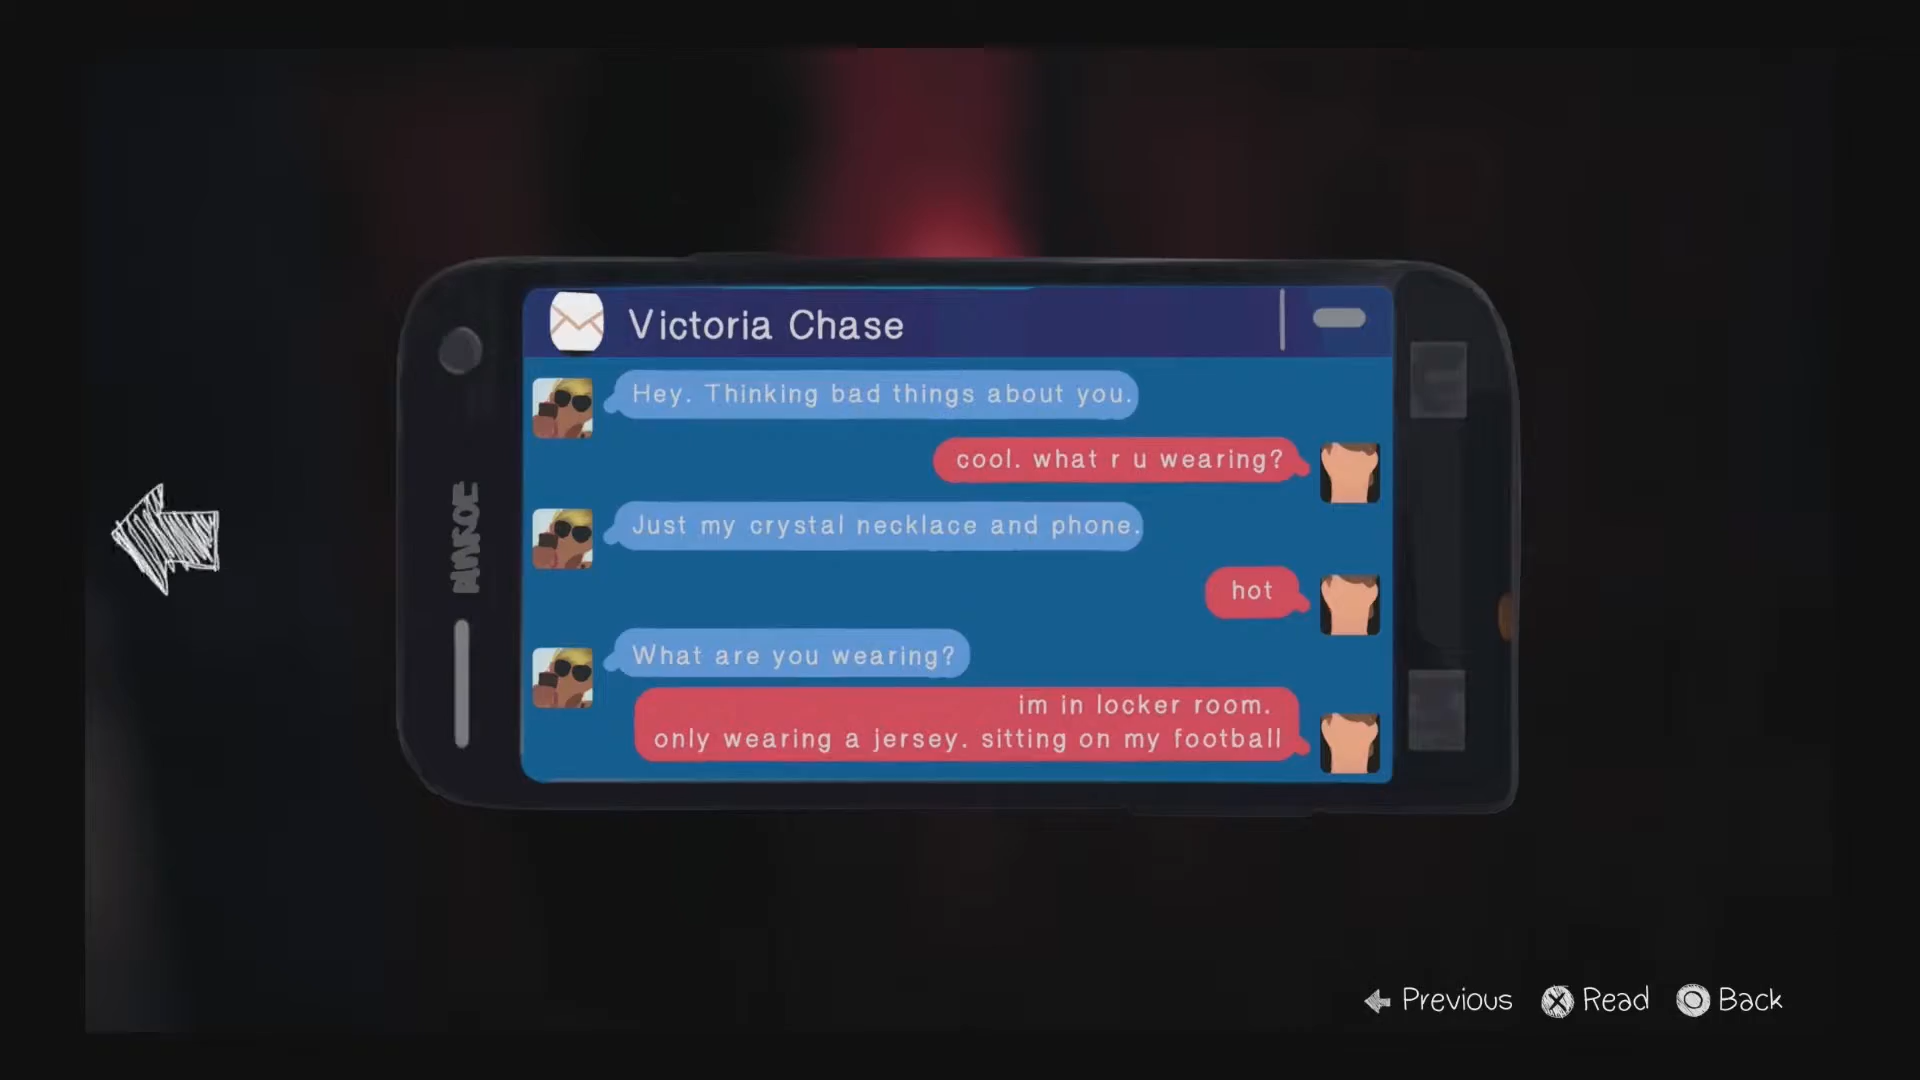 Victoria Chase
Hey. Thinking bad things about you.
cool. what r u wearing?
Just my crystal necklace and phone.
hot
What are you wearing?
im in locker room.
only wearing a jersey. sitting on my football
Previous
Read
Back